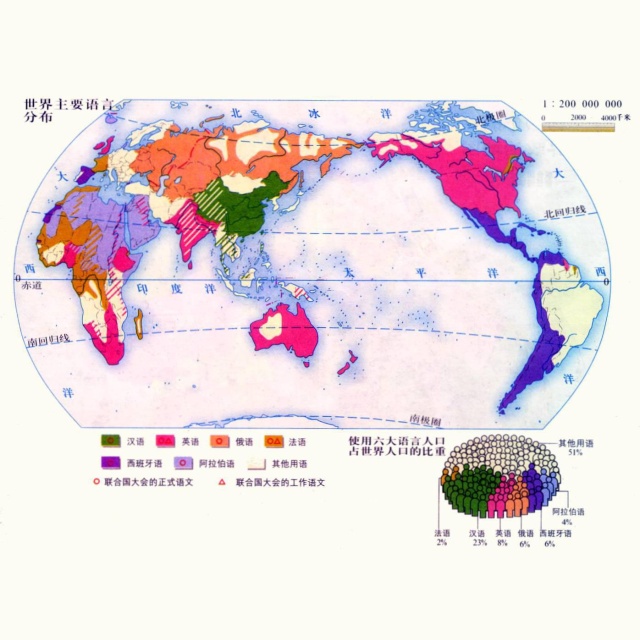 世界主要语言
分布
1：200 000 000
0 2000 4000千米
北 冰 洋
北极圈
大
大
北回归线
西
西
0
0
赤道
印 度 洋
太 平 洋
南回归线
洋
洋
南极圈
汉语 英语 俄语 法语
西班牙语 阿拉伯语 其他用语
联合国大会的正式语文 联合国大会的工作语文
使用六大语言人口
占世界人口的比重
其他用语
51%
阿拉伯语
4%
法语 汉语 英语 俄语 西班牙语
2% 23% 8% 6% 6%